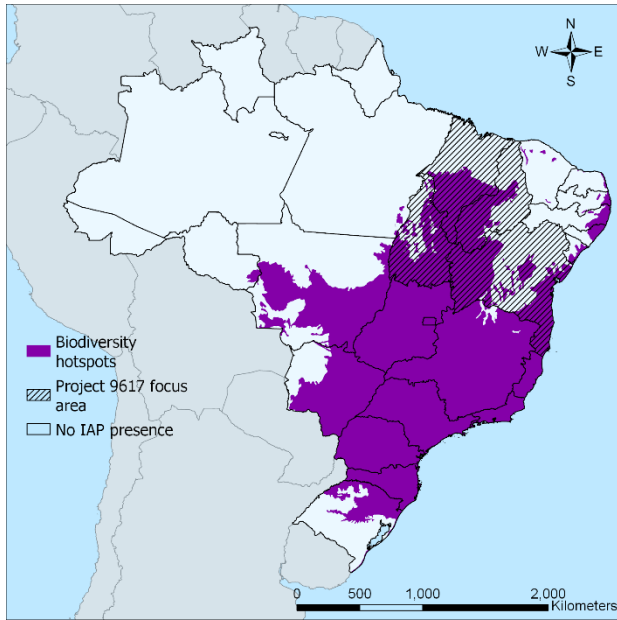 N
W E
S
Biodiversity
hotspots
Project 9617 focus
area
No IAP presence
0 500 1,000 2,000
Kilometers